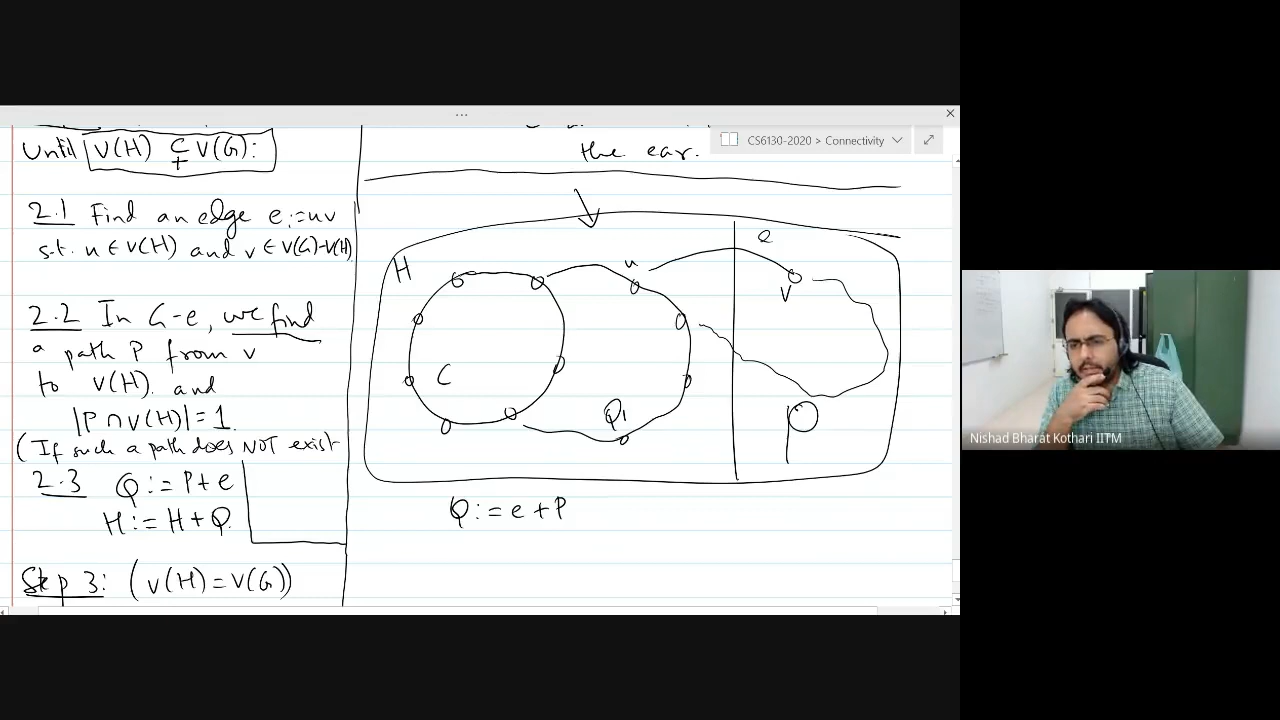 Until V(H) ⊊ V(G):
2.1 Find an edge e:=uv
s.t. u ∈ V(H) and v ∈ V(G)-V(H)
2.2 In G-e, we find
a path P from v
to V(H). and
|P ∩ V(H)| = 1.
(If such a path does NOT exist
2.3 Q := P+e
H := H+Q.
Step 3: (V(H) = V(G))
the ear.
CS6130-2020 > Connectivity
H
u
e
v
C
Q1
P
Q := e+P
Nishad Bharat Kothari IITM